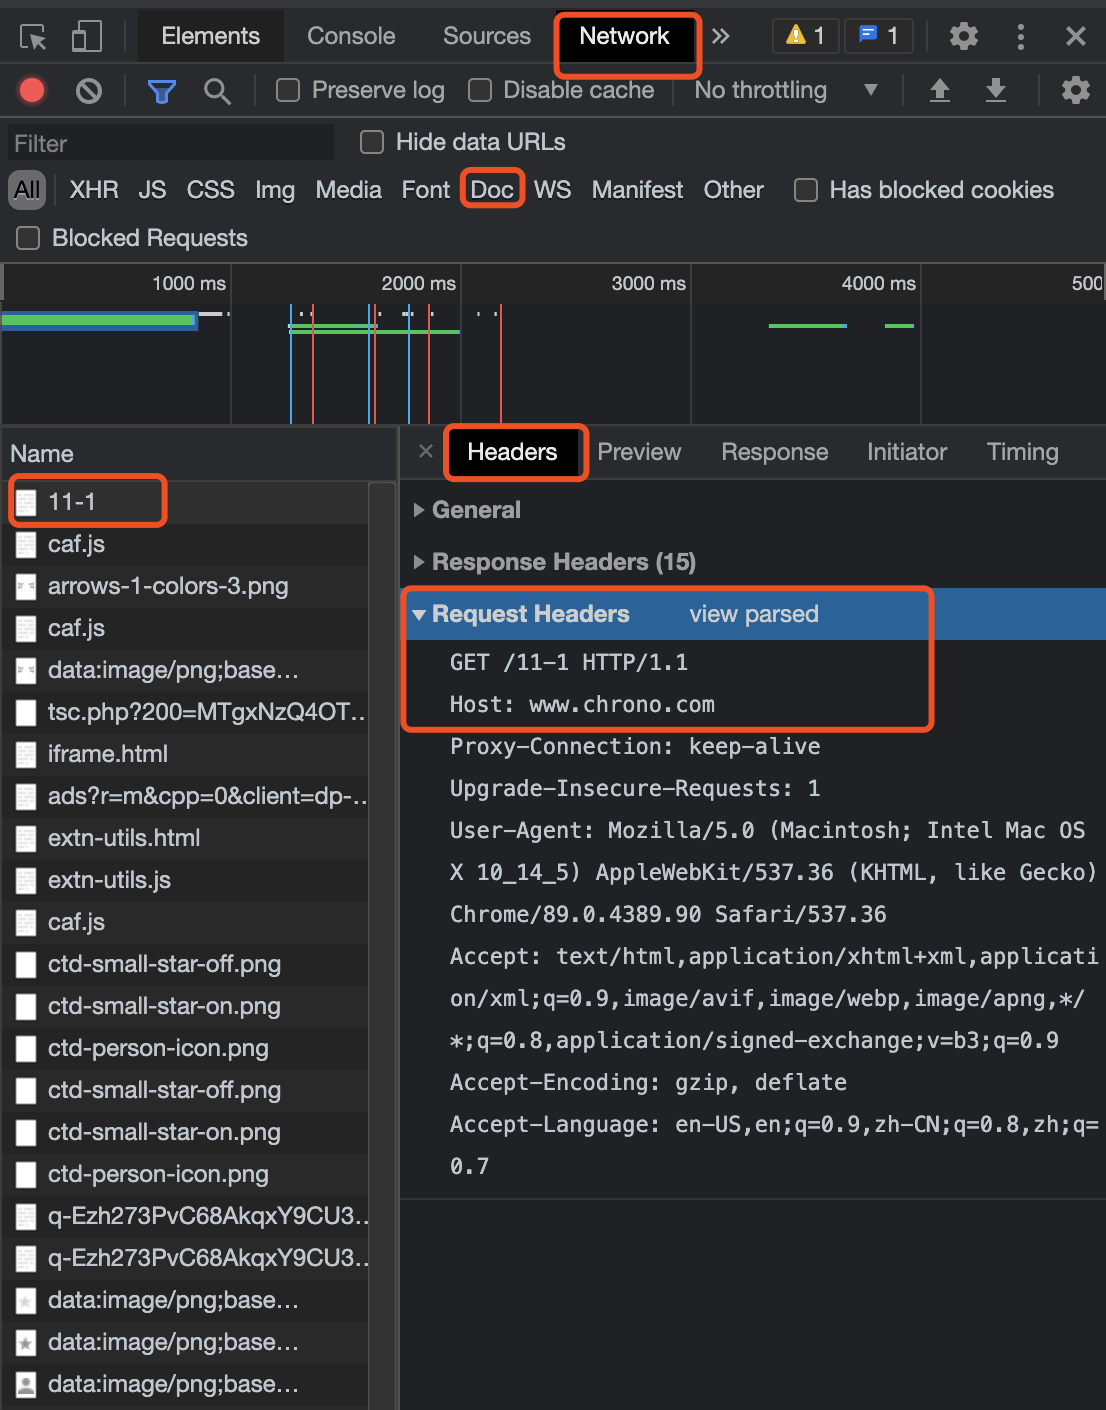 Elements Console Sources Network 1 1
Preserve log Disable cache No throttling
Filter Hide data URLs
All XHR JS CSS Img Media Font Doc WS Manifest Other Has blocked cookies
Blocked Requests
1000 ms 2000 ms 3000 ms 4000 ms 500
Name
11-1
caf.js
arrows-1-colors-3.png
caf.js
data:image/png;base…
tsc.php?200=MTgxNzQ4OT…
iframe.html
ads?r=m&cpp=0&client=dp-…
extn-utils.html
extn-utils.js
caf.js
ctd-small-star-off.png
ctd-small-star-on.png
ctd-person-icon.png
ctd-small-star-off.png
ctd-small-star-on.png
ctd-person-icon.png
q-Ezh273PvC68AkqxY9CU3…
q-Ezh273PvC68AkqxY9CU3…
data:image/png;base…
data:image/png;base…
data:image/png;base…
Headers Preview Response Initiator Timing
General
Response Headers (15)
Request Headers view parsed
GET /11-1 HTTP/1.1
Host: www.chrono.com
Proxy-Connection: keep-alive
Upgrade-Insecure-Requests: 1
User-Agent: Mozilla/5.0 (Macintosh; Intel Mac OS
X 10_14_5) AppleWebKit/537.36 (KHTML, like Gecko)
Chrome/89.0.4389.90 Safari/537.36
Accept: text/html,application/xhtml+xml,applicati
on/xml;q=0.9,image/avif,image/webp,image/apng,*/
*;q=0.8,application/signed-exchange;v=b3;q=0.9
Accept-Encoding: gzip, deflate
Accept-Language: en-US,en;q=0.9,zh-CN;q=0.8,zh;q=
0.7